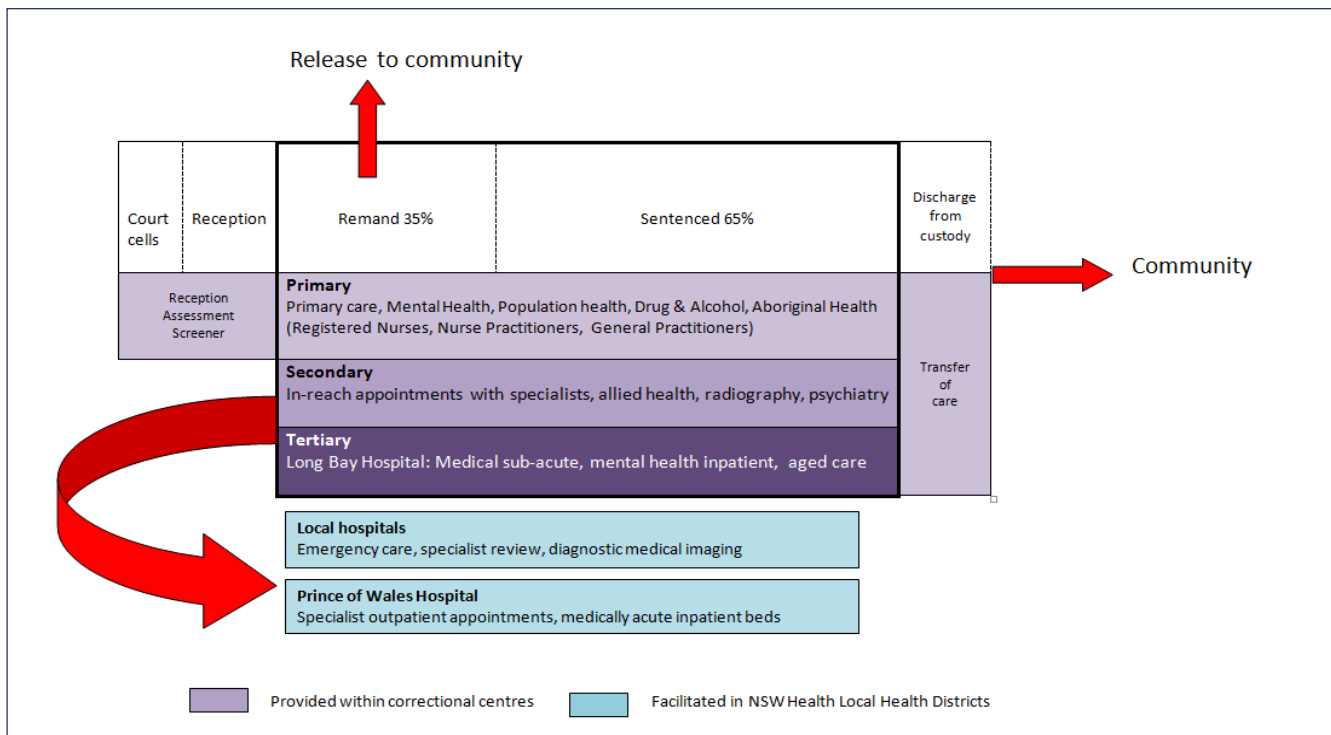 Release to community
Court
cells
Reception
Remand 35%
Sentenced 65%
Discharge
from
custody
Community
Reception
Assessment
Screener
Primary
Primary care, Mental Health, Population health, Drug & Alcohol, Aboriginal Health
(Registered Nurses, Nurse Practitioners, General Practitioners)
Secondary
In-reach appointments with specialists, allied health, radiography, psychiatry
Transfer
of
care
Tertiary
Long Bay Hospital: Medical sub-acute, mental health inpatient, aged care
Local hospitals
Emergency care, specialist review, diagnostic medical imaging
Prince of Wales Hospital
Specialist outpatient appointments, medically acute inpatient beds
Provided within correctional centres
Facilitated in NSW Health Local Health Districts